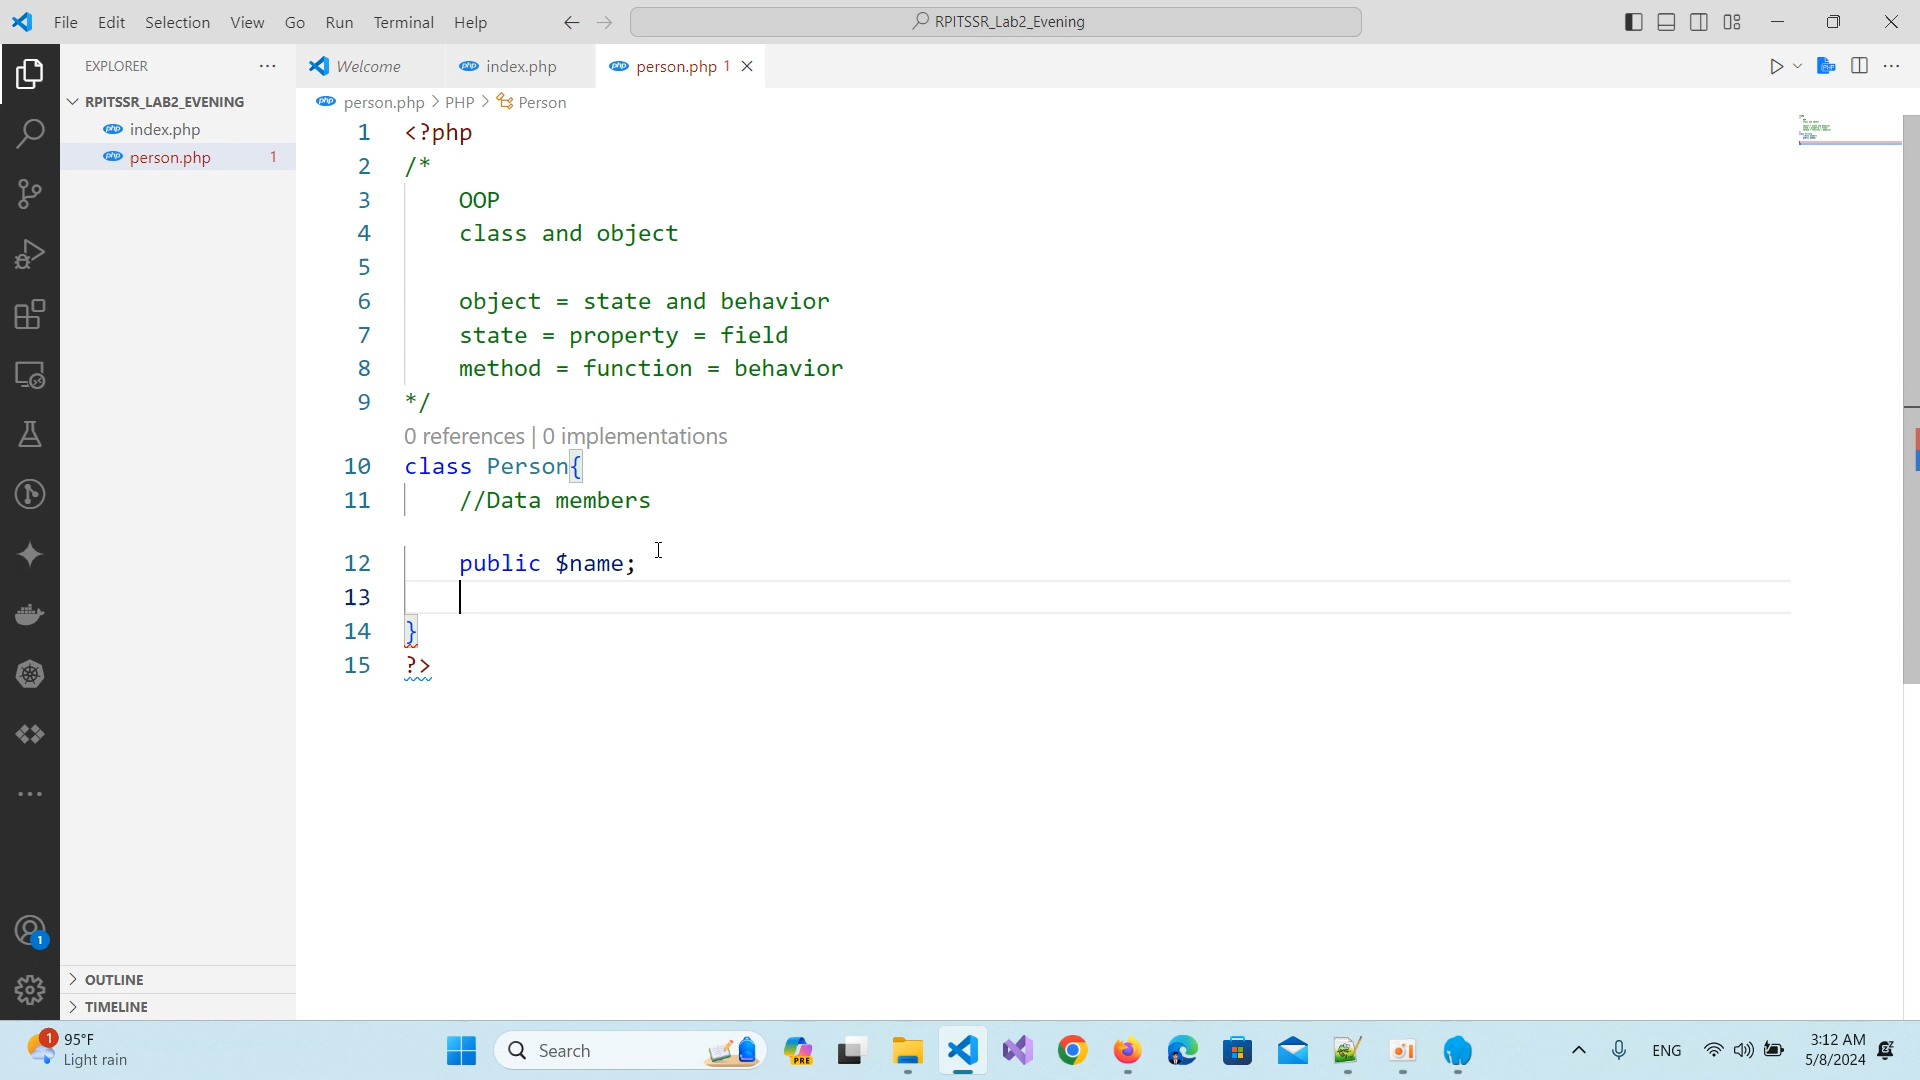 File Edit Selection View Go Run Terminal Help
RPITSSR_Lab2_Evening
EXPLORER
RPITSSR_LAB2_EVENING
index.php
person.php 1
OUTLINE
TIMELINE
Welcome
index.php
person.php 1
person.php > PHP > Person
1 <?php
2 /*
3 OOP
4 class and object
5
6 object = state and behavior
7 state = property = field
8 method = function = behavior
9 */
0 references | 0 implementations
10 class Person{
11 //Data members
12 public $name;
13
14 }
15 ?>
1
1
95°F
Light rain
Search
PRE
ENG
3:12 AM
5/8/2024